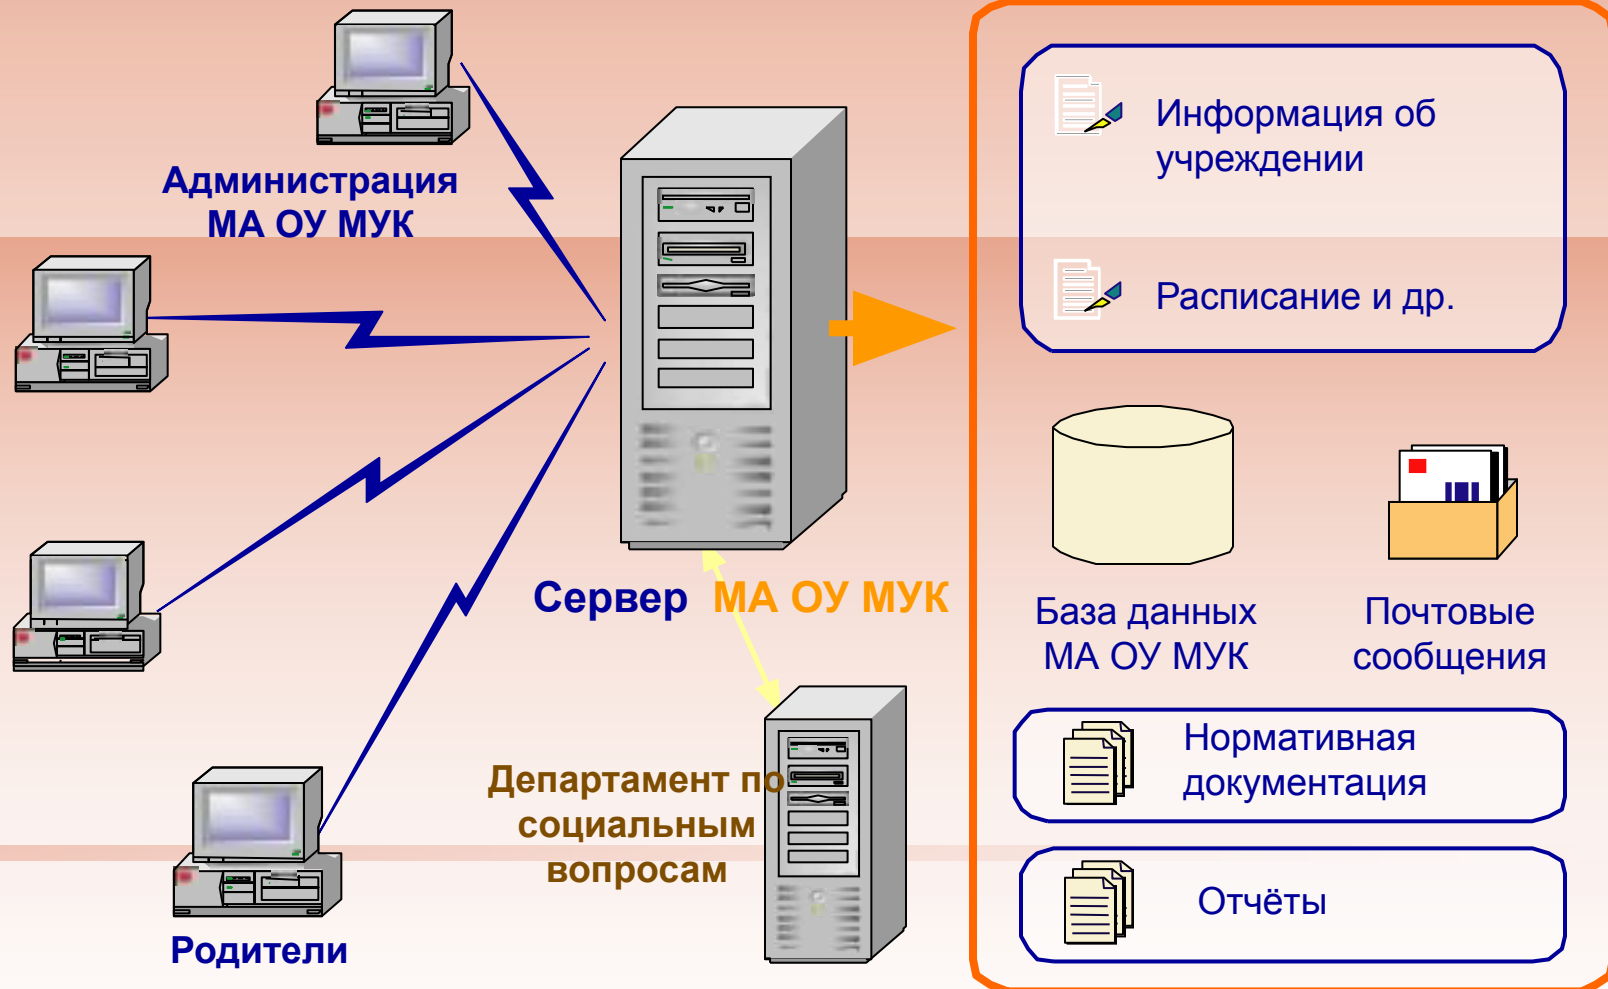 Администрация
МА ОУ МУК
Сервер МА ОУ МУК
Департамент по
социальным
вопросам
Родители
Информация об
учреждении
Расписание и др.
База данных
МА ОУ МУК
Почтовые
сообщения
Нормативная
документация
Отчёты